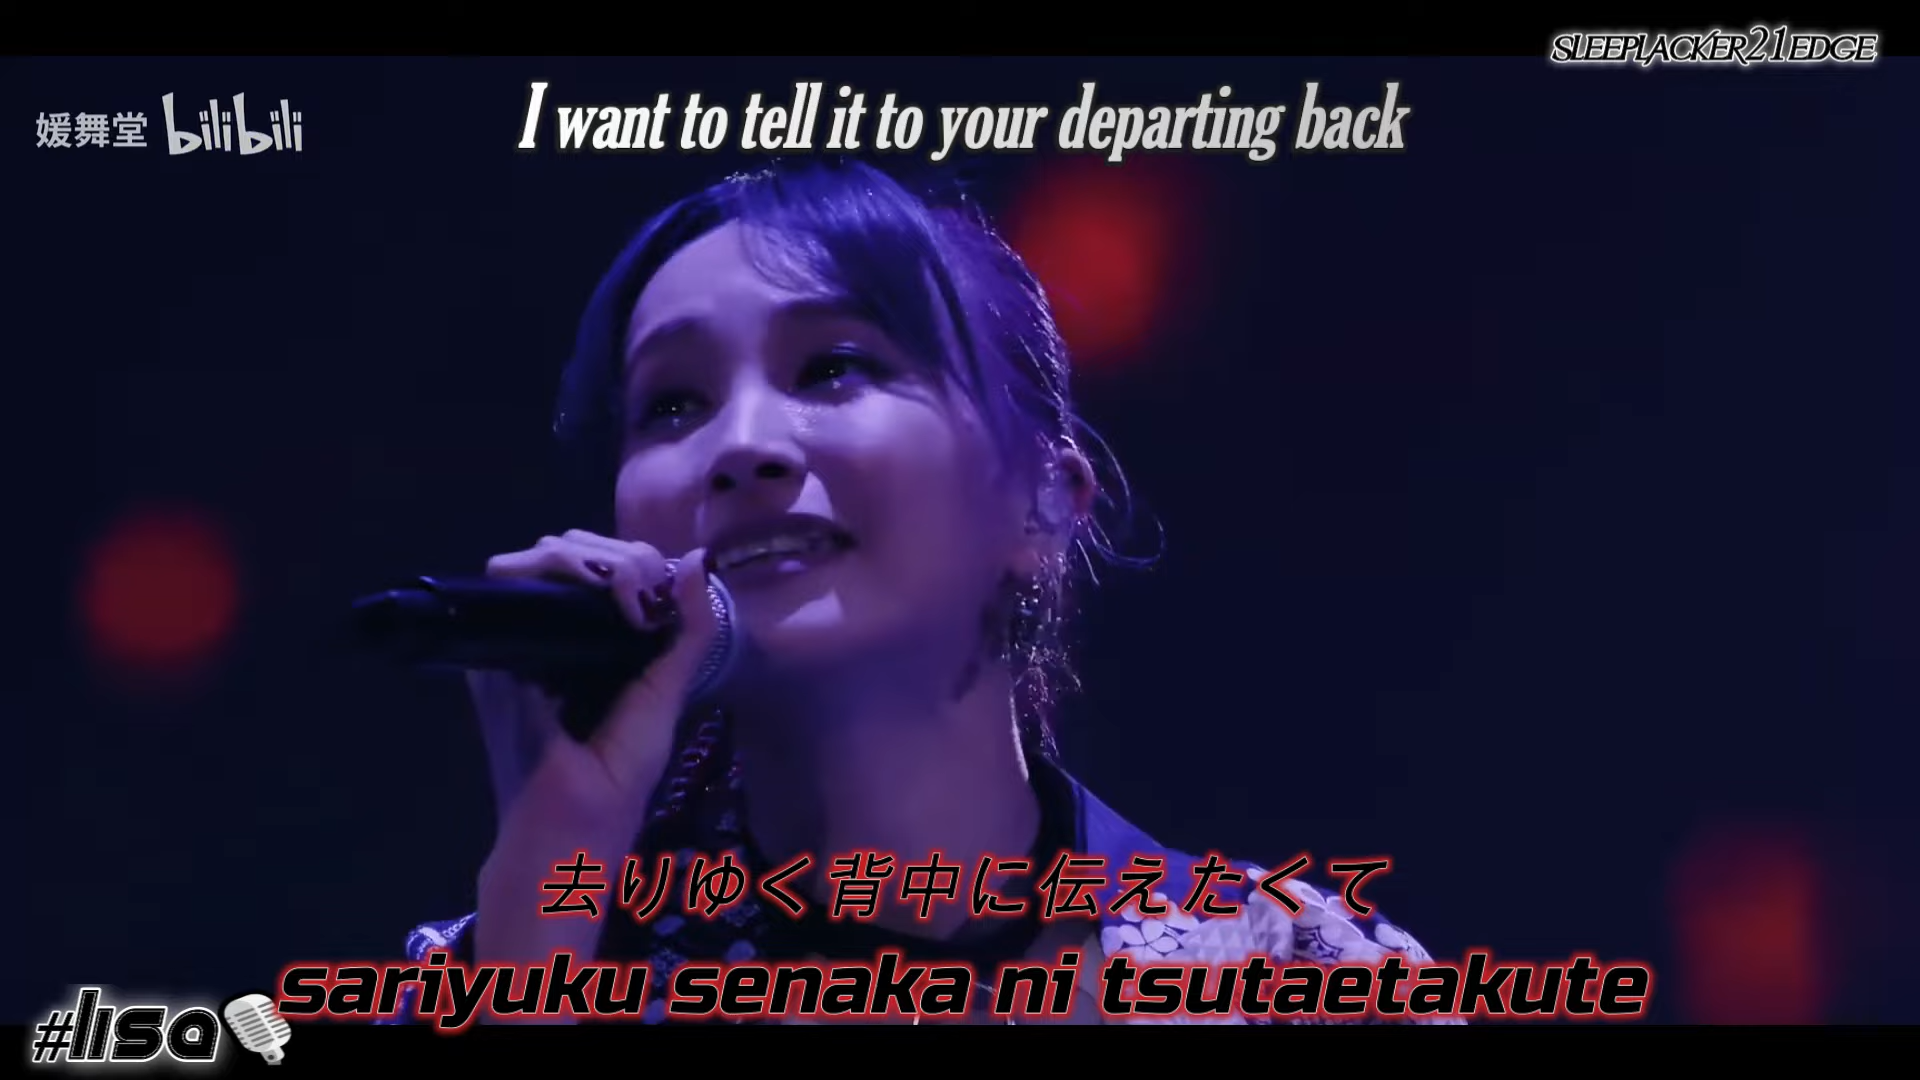 SLEEPLACKER21EDGE
媛舞堂 bilibili
I want to tell it to your departing back
去りゆく背中に伝えたくて
sariyuku senaka ni tsutaetakute
#lisa